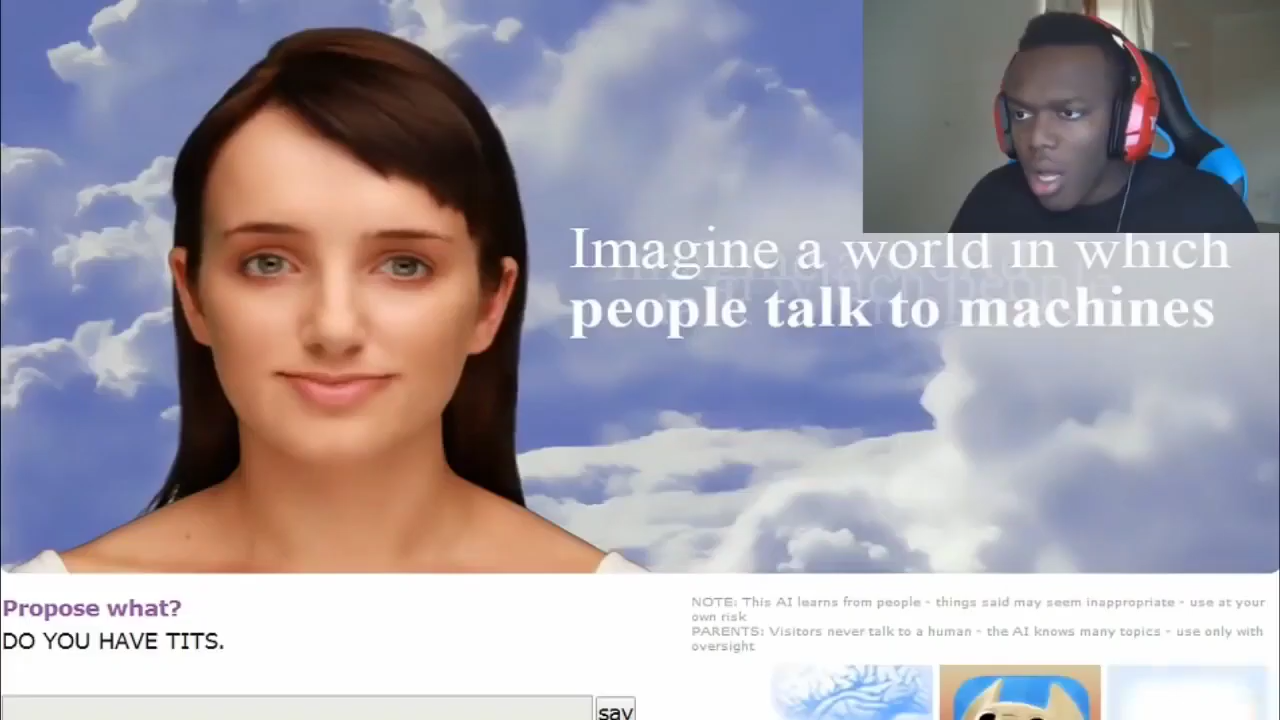 Imagine a world in which
people talk to machines
Propose what?
DO YOU HAVE TITS.
NOTE: This AI learns from people - things said may seem inappropriate - use at your
own risk
PARENTS: Visitors never talk to a human - the AI knows many topics - use only with
oversight
say